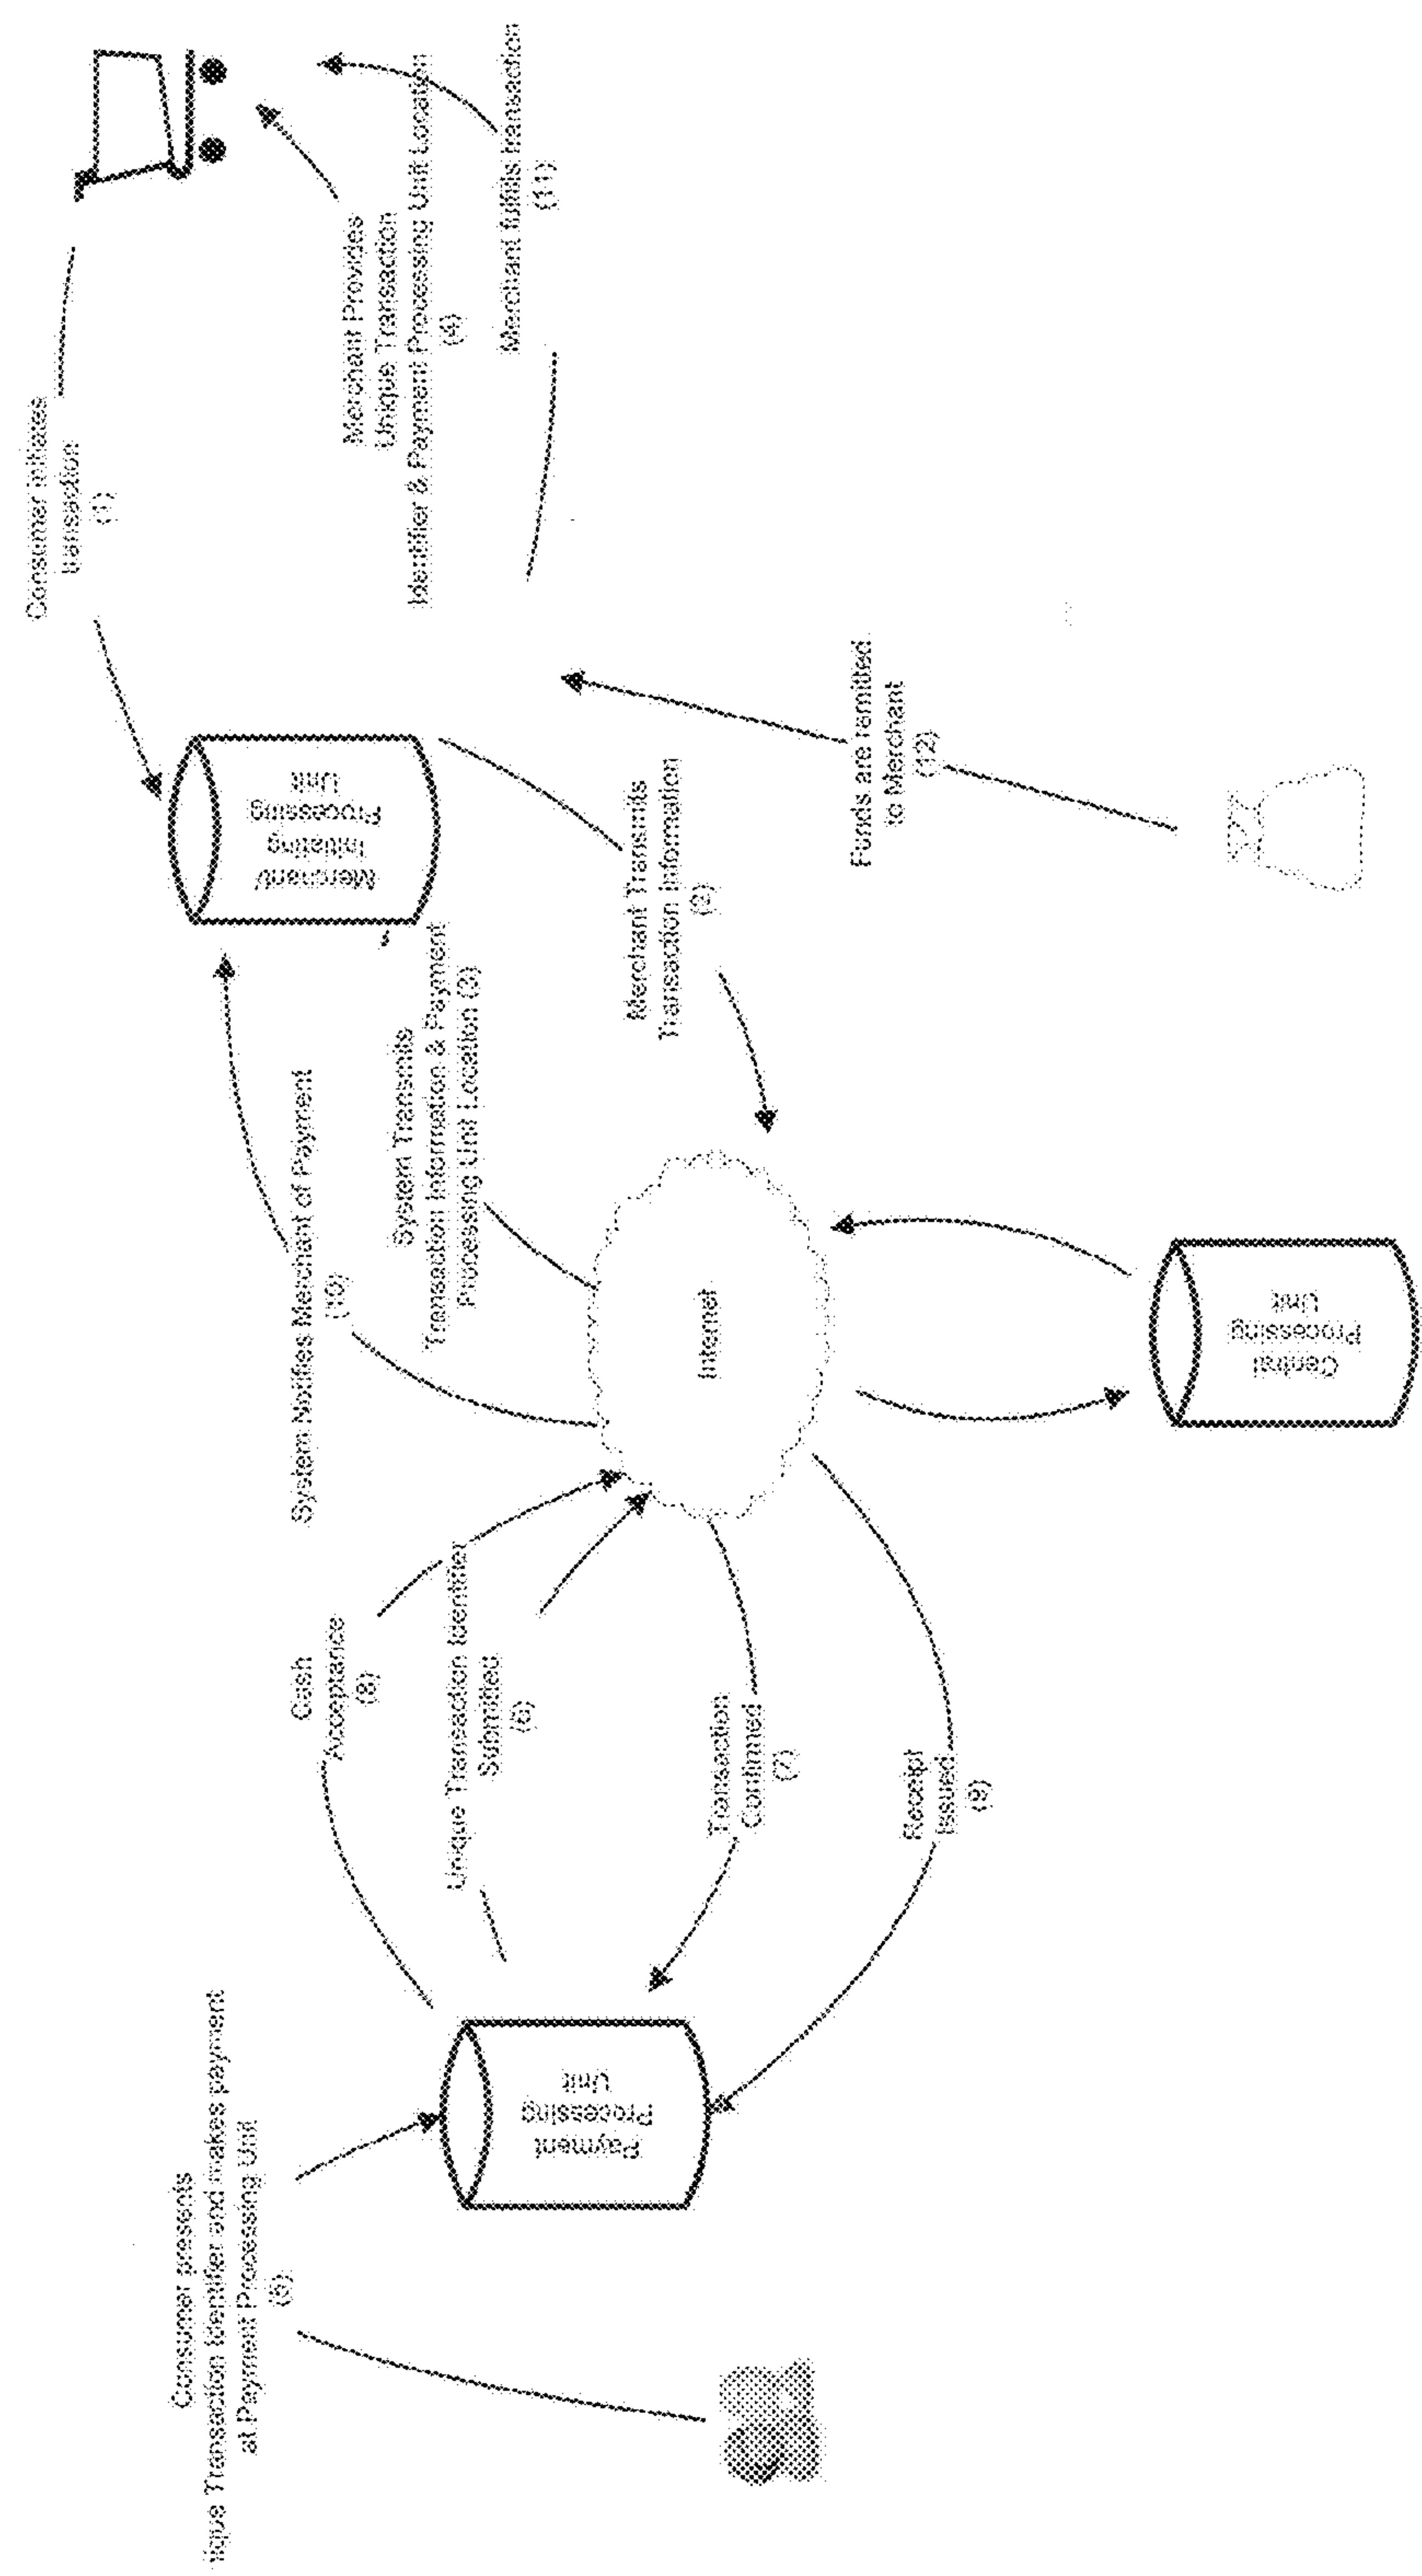 Consumer initiates
transaction
(1)
Merchant Provides
Unique Transaction
Identifier & Payment Processing Unit Location
(4)
Merchant fulfills transaction
(11)
Merchant/
Initiating
Processing
Unit
System Notifies Merchant of Payment
(10)
System Transmits
Transaction Information & Payment
Processing Unit Location (3)
Merchant Transmits
Transaction Information
(2)
Funds are remitted
to Merchant
(12)
Internet
Central
Processing
Unit
Cash
Acceptance
(8)
Unique Transaction Identifier
Submitted
(6)
Transaction
Confirmed
(7)
Receipt
Issued
(9)
Payment
Processing
Unit
Consumer presents
ique Transaction Identifier and makes payment
at Payment Processing Unit
(5)